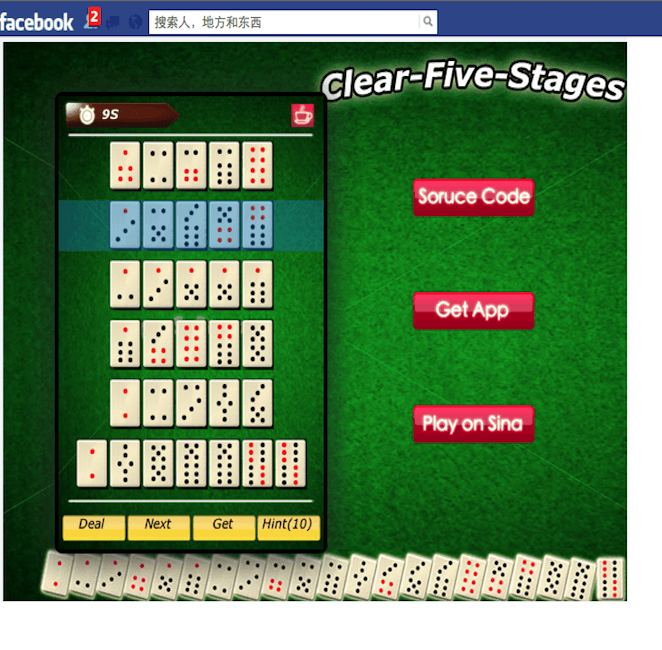 facebook
2
搜索人，地方和东西
Clear-Five-Stages
9S
Soruce Code
Get App
Play on Sina
Deal
Next
Get
Hint(10)